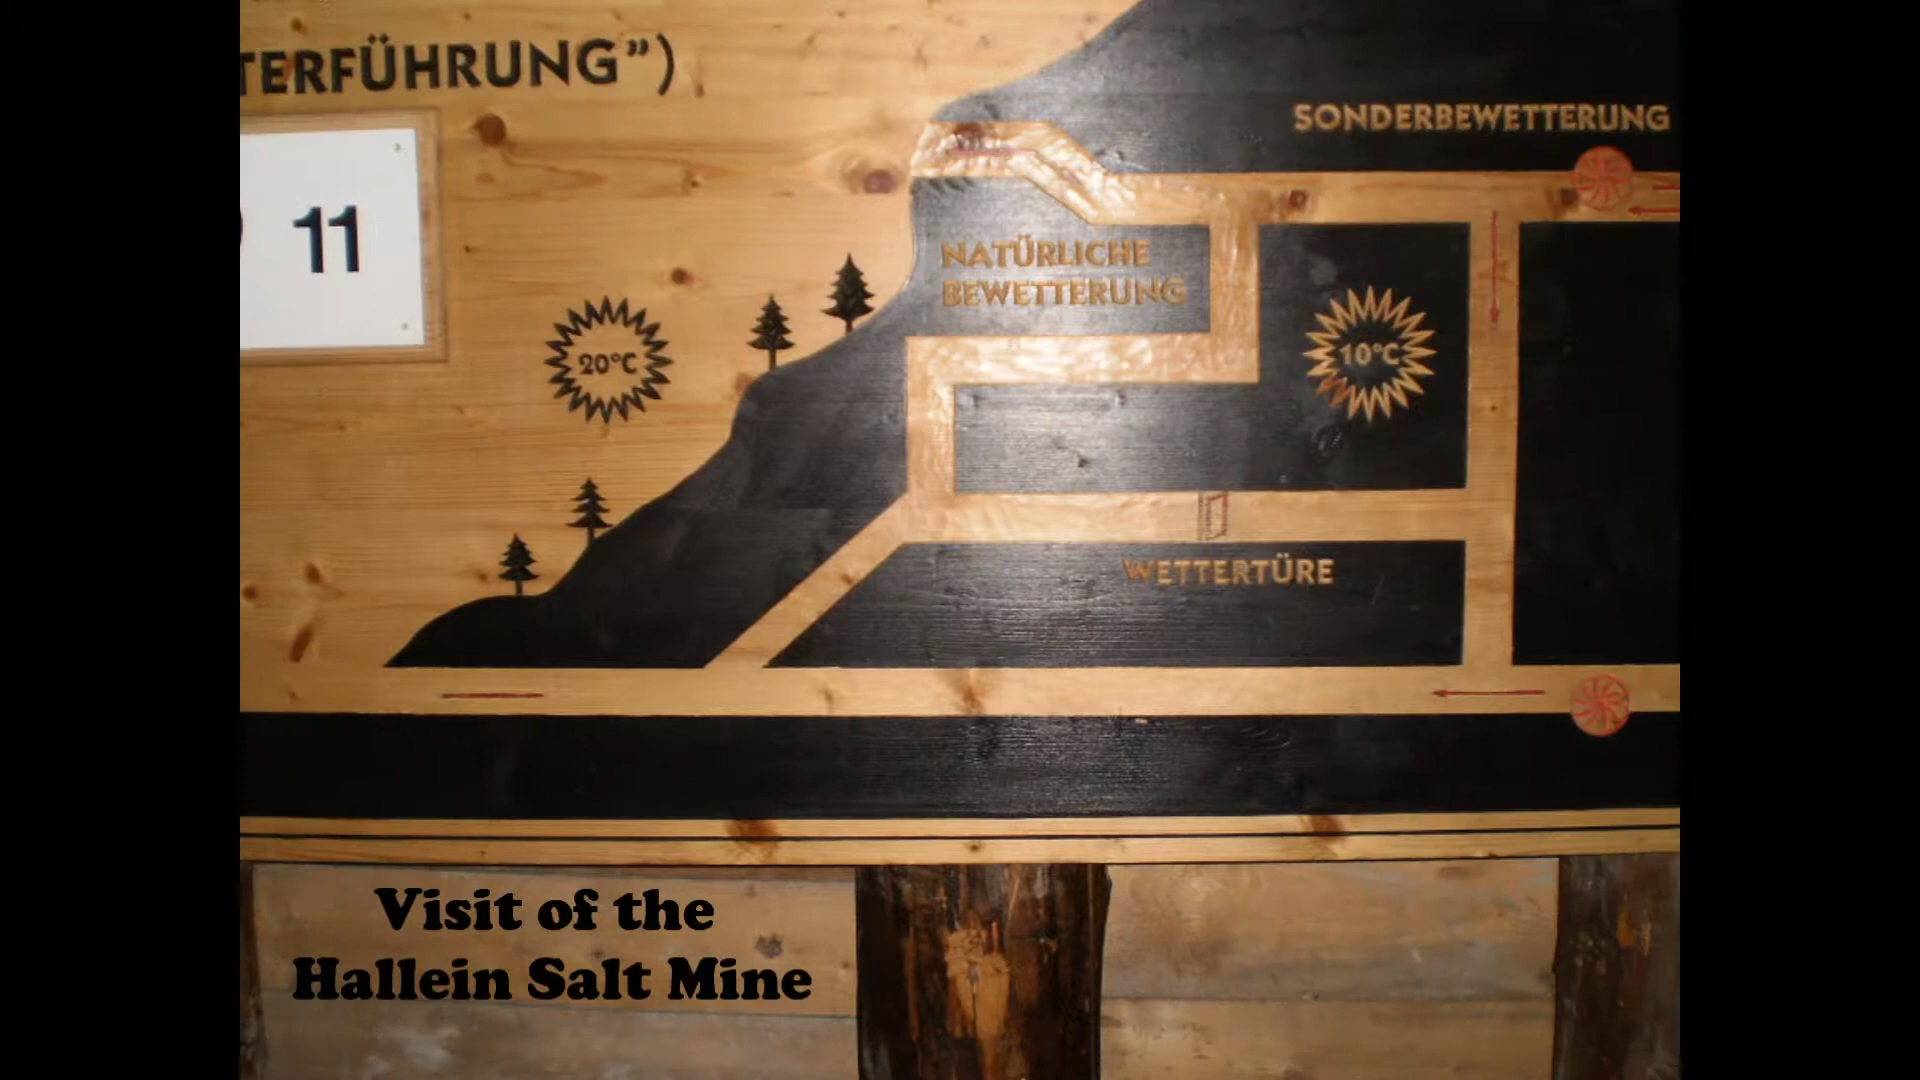 TERFÜHRUNG”)
11
SONDERBEWETTERUNG
NATÜRLICHE
BEWETTERUNG
20°C
10°C
WETTERTÜRE
Visit of the
Hallein Salt Mine